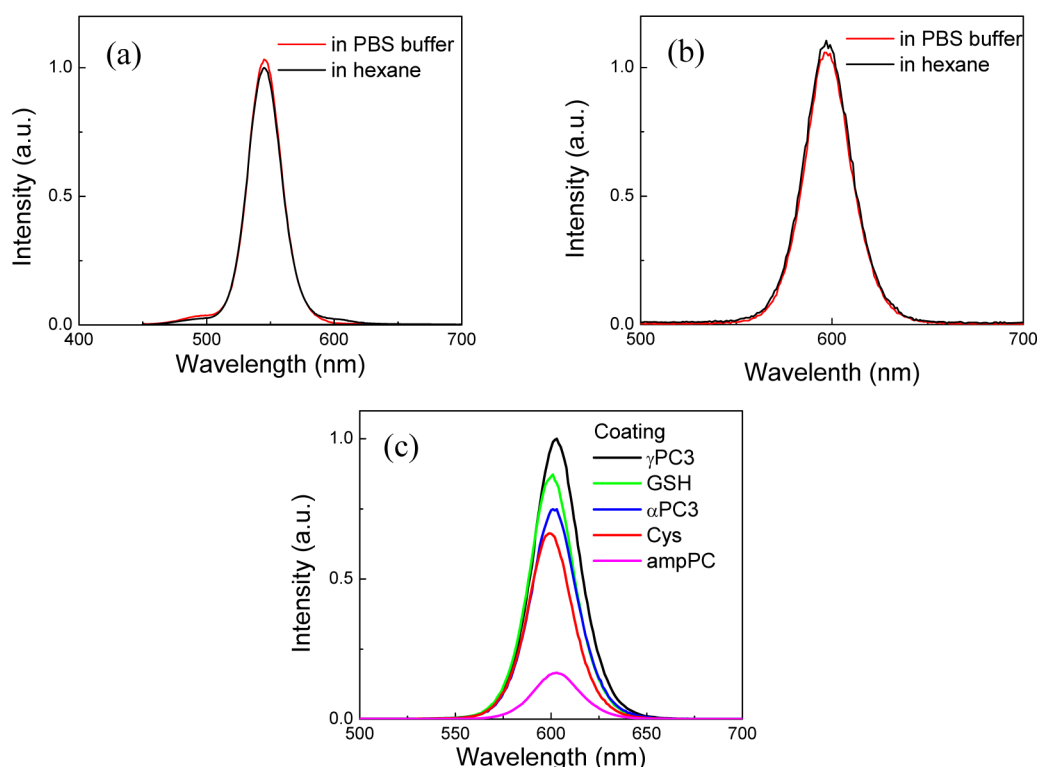 (a)
in PBS buffer
in hexane
1.0
0.5
0.0
Intensity (a.u.)
400 500 600 700
Wavelength (nm)
(b)
in PBS buffer
in hexane
1.0
0.5
0.0
Intensity (a.u.)
500 600 700
Wavelenth (nm)
(c)
Coating
γPC3
GSH
αPC3
Cys
ampPC
1.0
0.5
0.0
Intensity (a.u.)
500 550 600 650 700
Wavelength (nm)